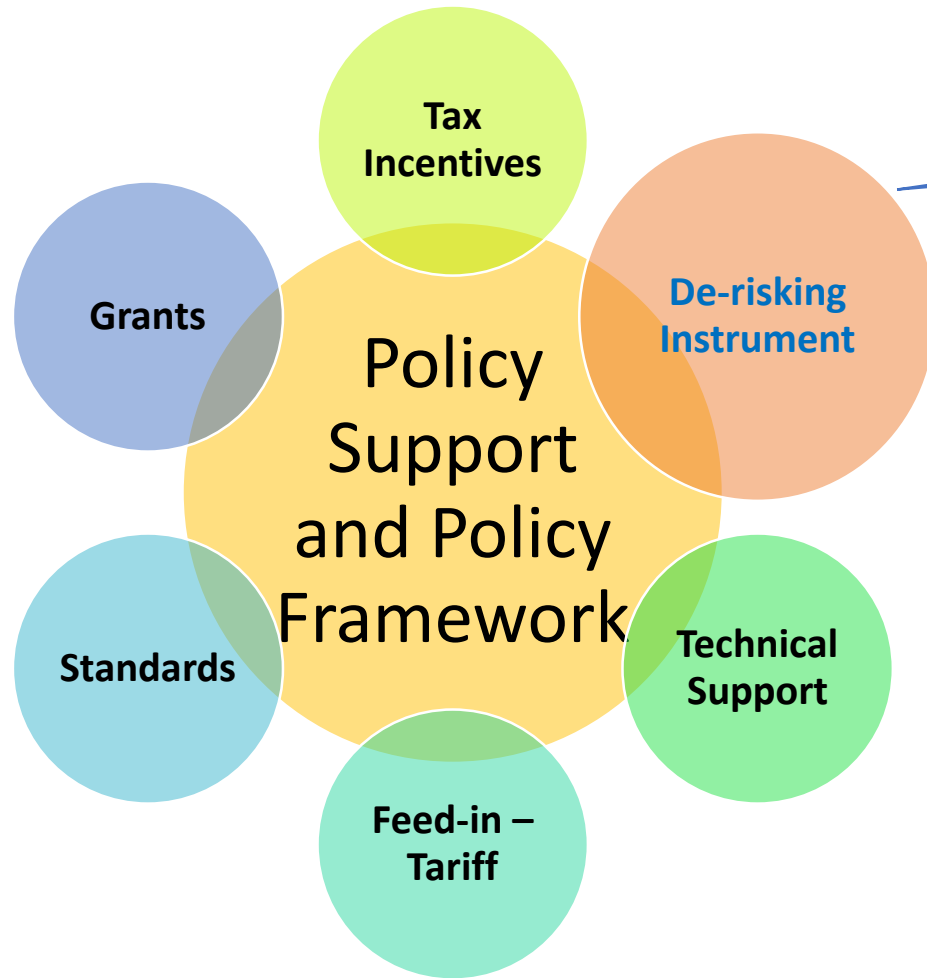 Tax
Incentives
De-risking
Instrument
Grants
Policy
Support
and Policy
Framework
Standards
Technical
Support
Feed-in –
Tariff